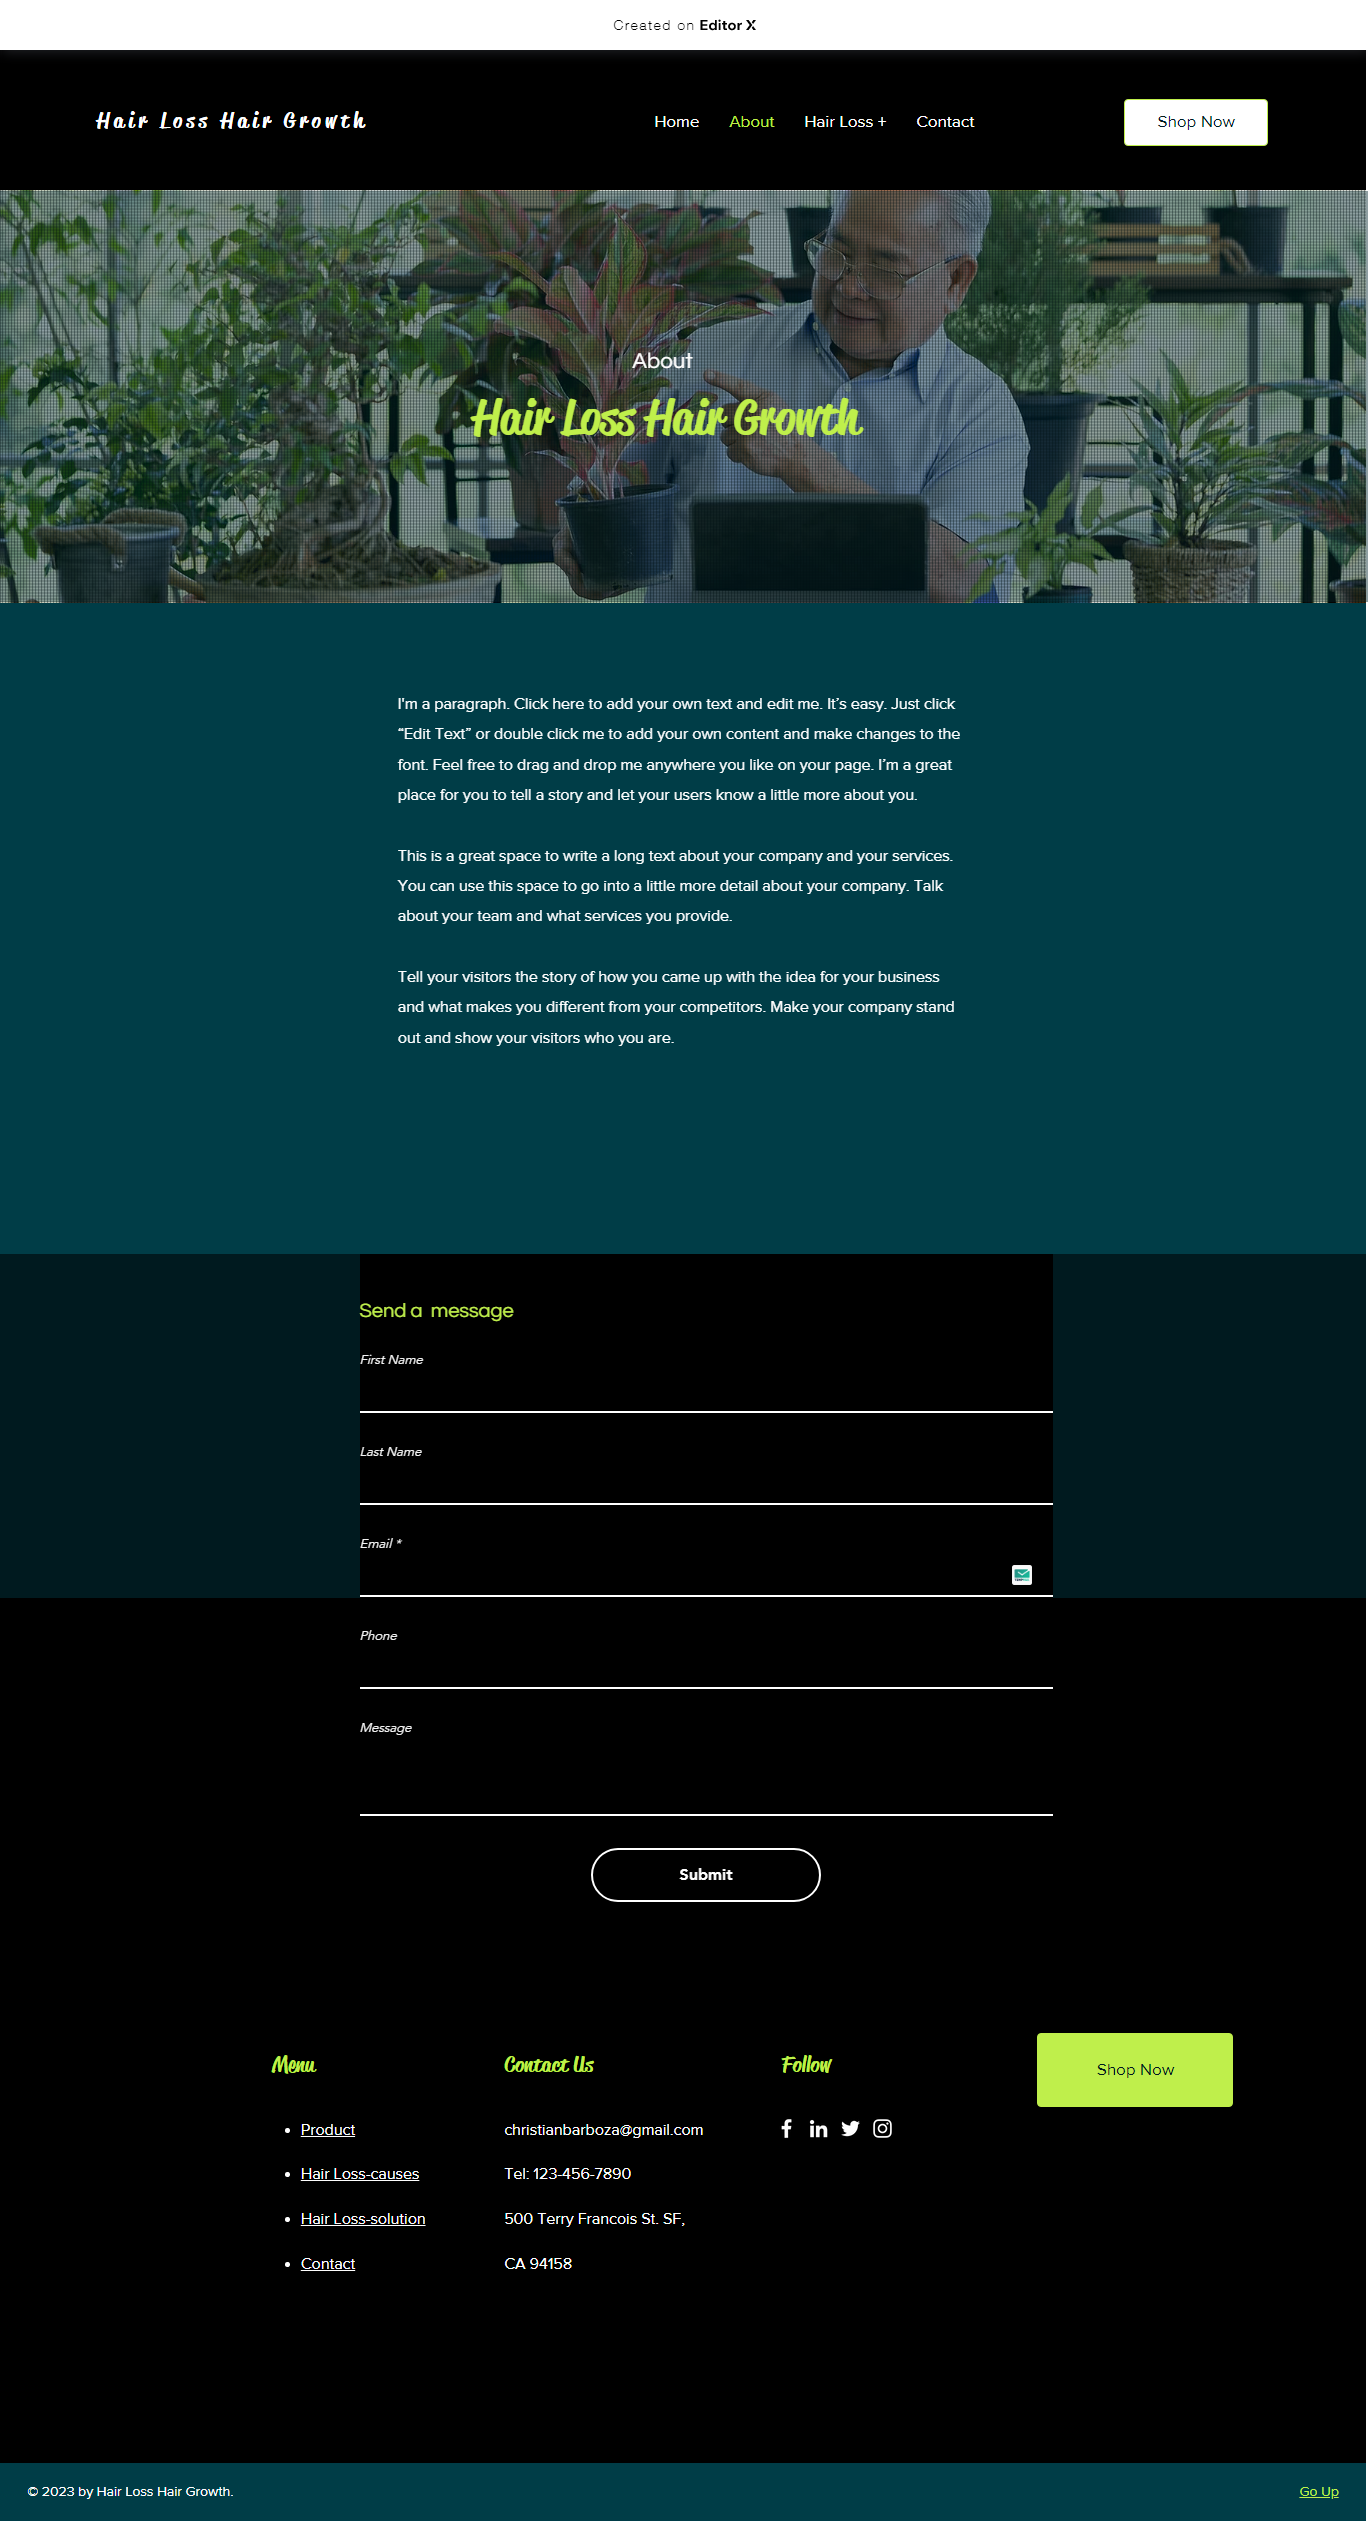 Created on Editor X
Hair Loss Hair Growth
Home
About
Hair Loss +
Contact
Shop Now
About
Hair Loss Hair Growth
I'm a paragraph. Click here to add your own text and edit me. It’s easy. Just click
“Edit Text” or double click me to add your own content and make changes to the
font. Feel free to drag and drop me anywhere you like on your page. I’m a great
place for you to tell a story and let your users know a little more about you.
This is a great space to write a long text about your company and your services.
You can use this space to go into a little more detail about your company. Talk
about your team and what services you provide.
Tell your visitors the story of how you came up with the idea for your business
and what makes you different from your competitors. Make your company stand
out and show your visitors who you are.
Send a  message
First Name
Last Name
Email *
Phone
Message
Submit
Menu
Product
Hair Loss-causes
Hair Loss-solution
Contact
Contact Us
christianbarboza@gmail.com
Tel: 123-456-7890
500 Terry Francois St. SF,
CA 94158
Follow
Shop Now
© 2023 by Hair Loss Hair Growth.
Go Up